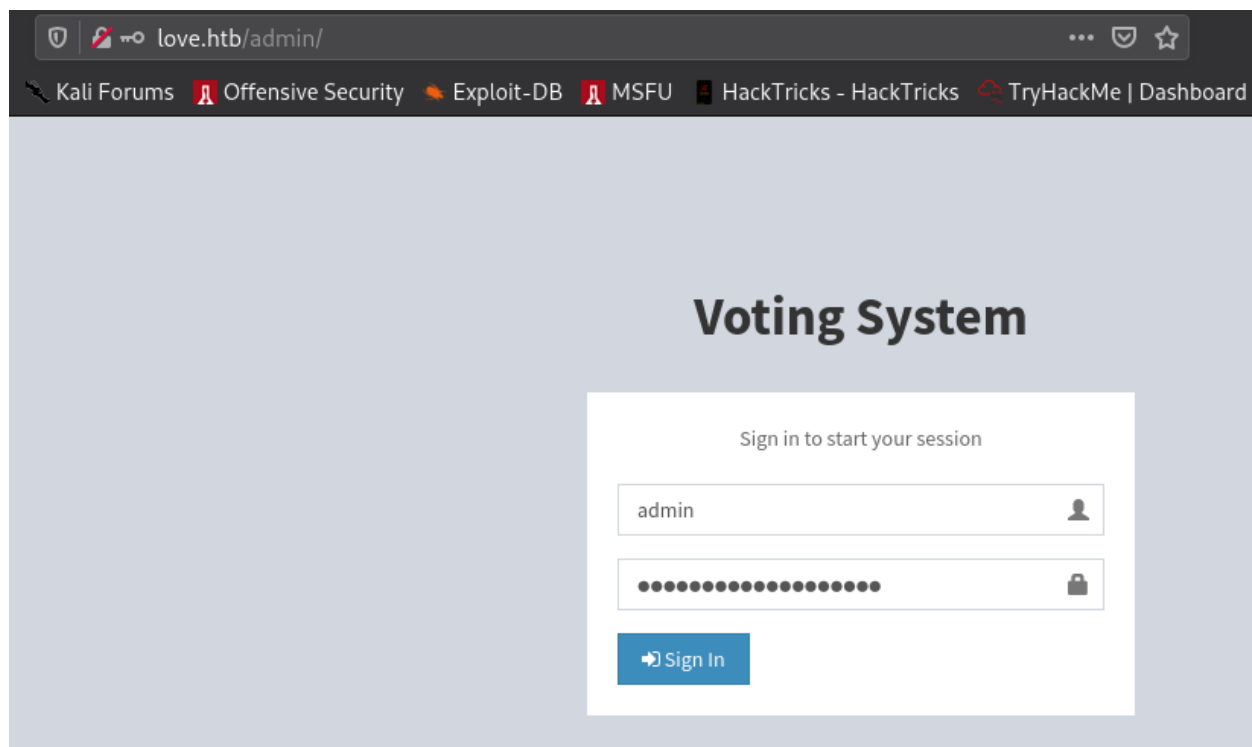 love.htb/admin/
Kali Forums Offensive Security Exploit-DB MSFU HackTricks - HackTricks TryHackMe | Dashboard
Voting System
Sign in to start your session
admin
•••••••••••••••••••
Sign In